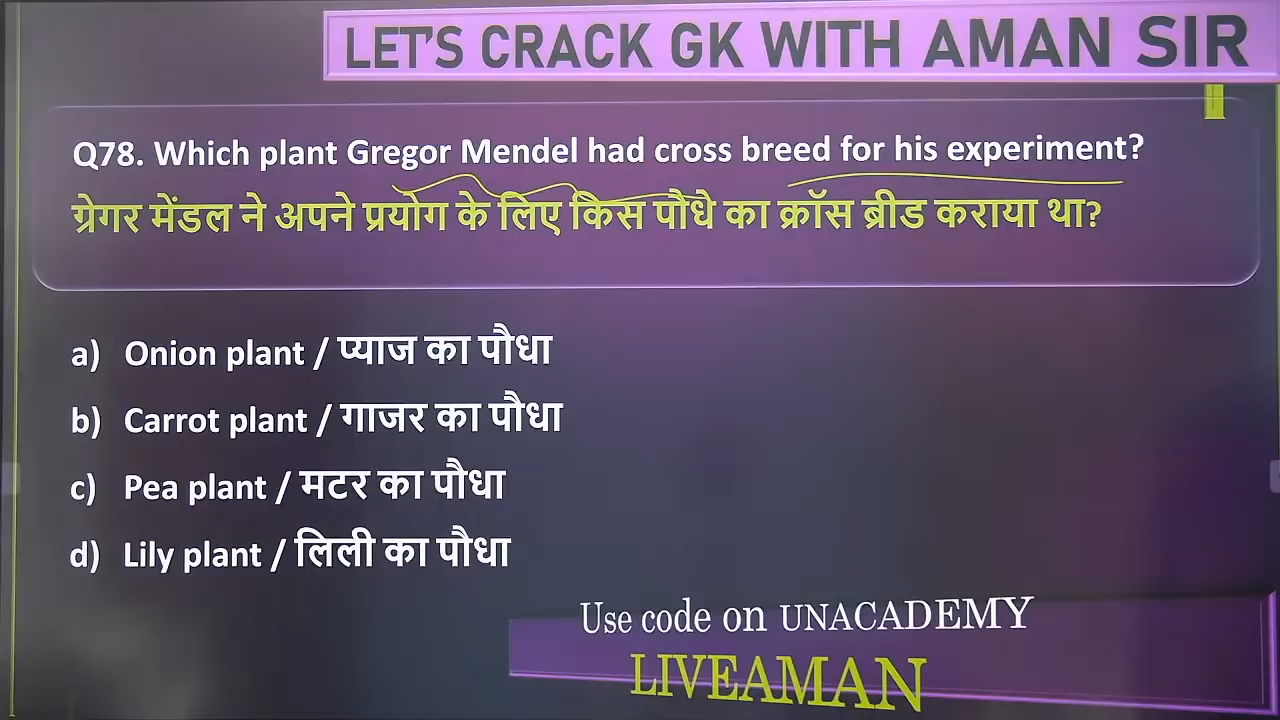 LET'S CRACK GK WITH AMAN SIR
Q78. Which plant Gregor Mendel had cross breed for his experiment?
ग्रेगर मेंडल ने अपने प्रयोग के लिए किस पौधे का क्रॉस ब्रीड कराया था?
a) Onion plant / प्याज का पौधा
b) Carrot plant / गाजर का पौधा
c) Pea plant / मटर का पौधा
d) Lily plant / लिली का पौधा
Use code on UNACADEMY
LIVEAMAN